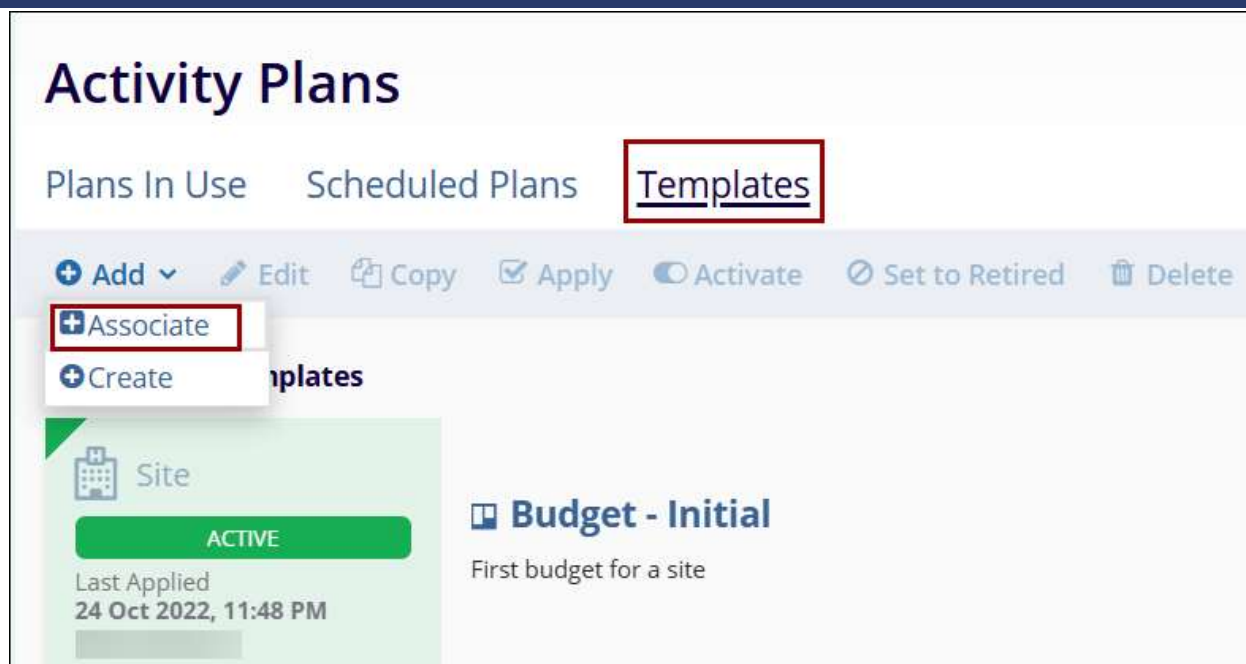 Activity Plans
Plans In Use Scheduled Plans Templates
Add Edit Copy Apply Activate Set to Retired Delete
Associate
Create
Site
ACTIVE
Budget - Initial
First budget for a site
Last Applied
24 Oct 2022, 11:48 PM